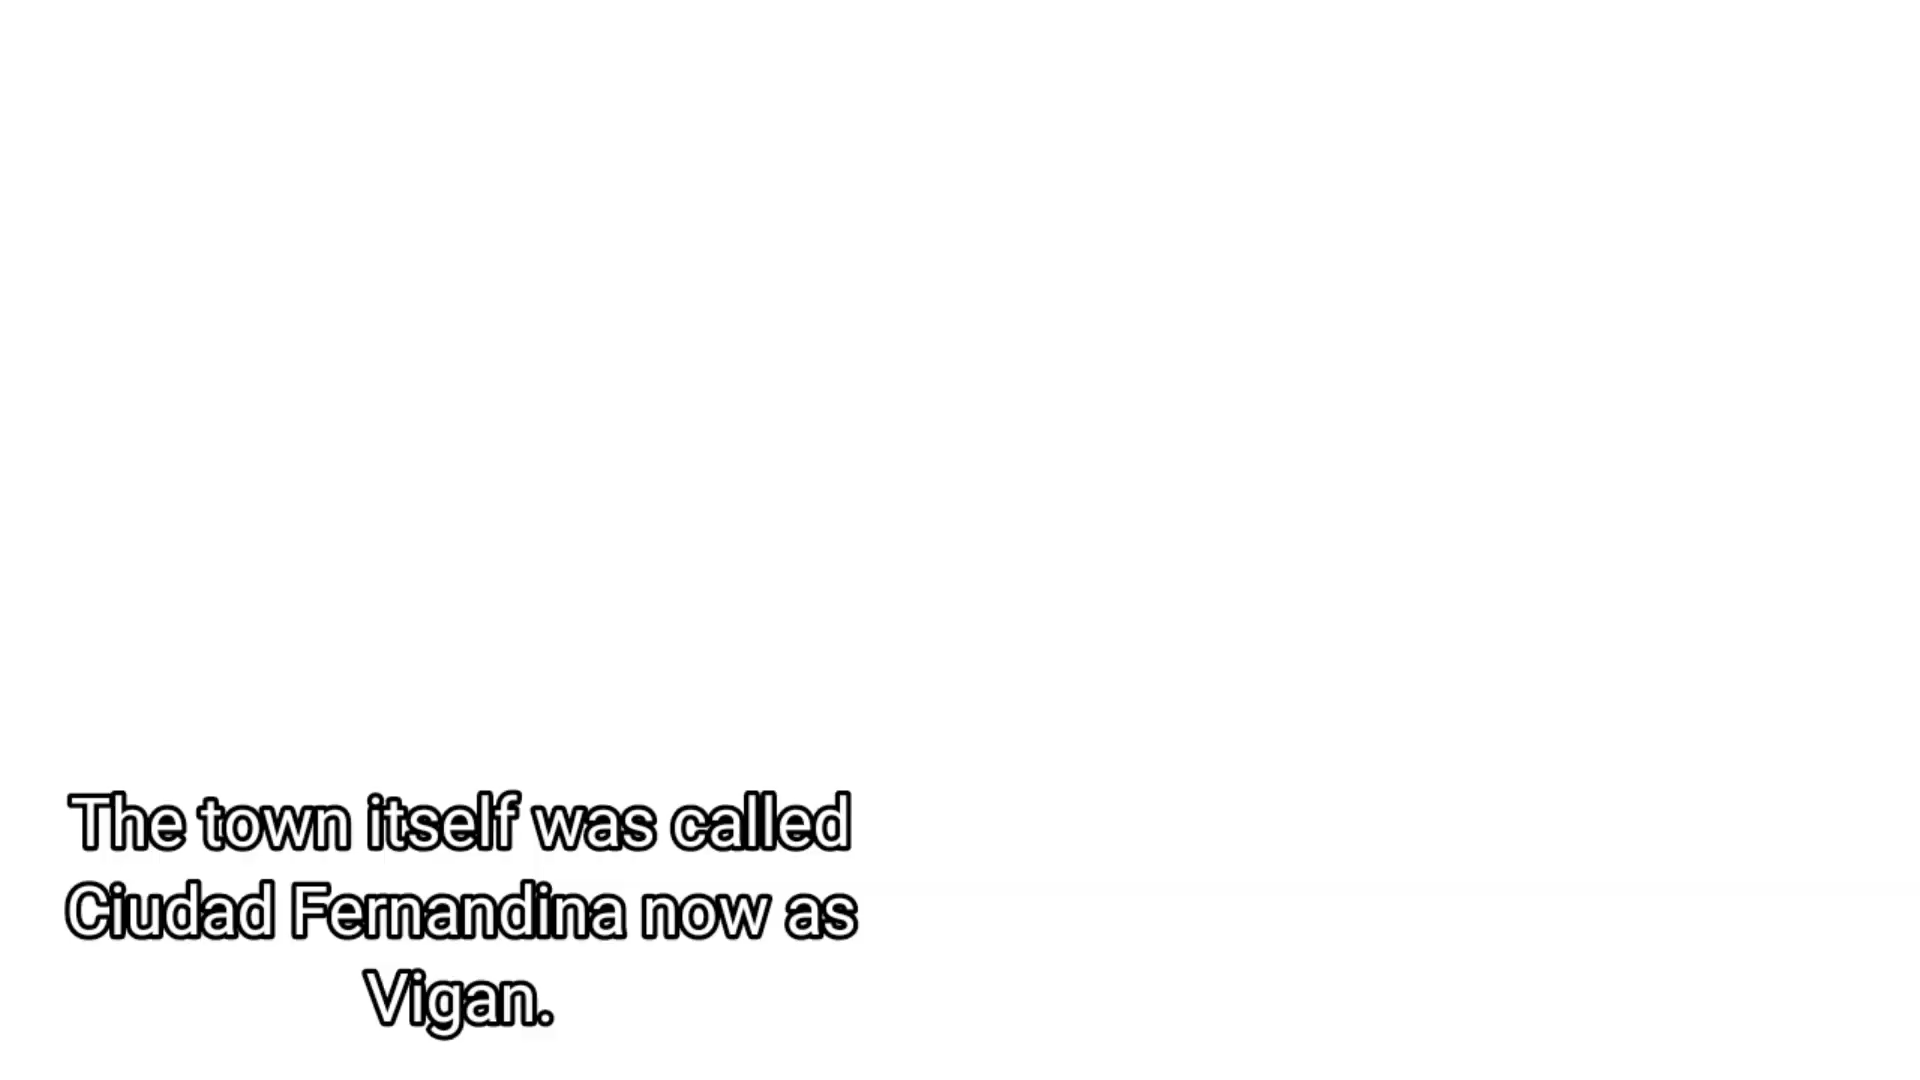 The town itself was called
Ciudad Fernandina now as
Vigan.